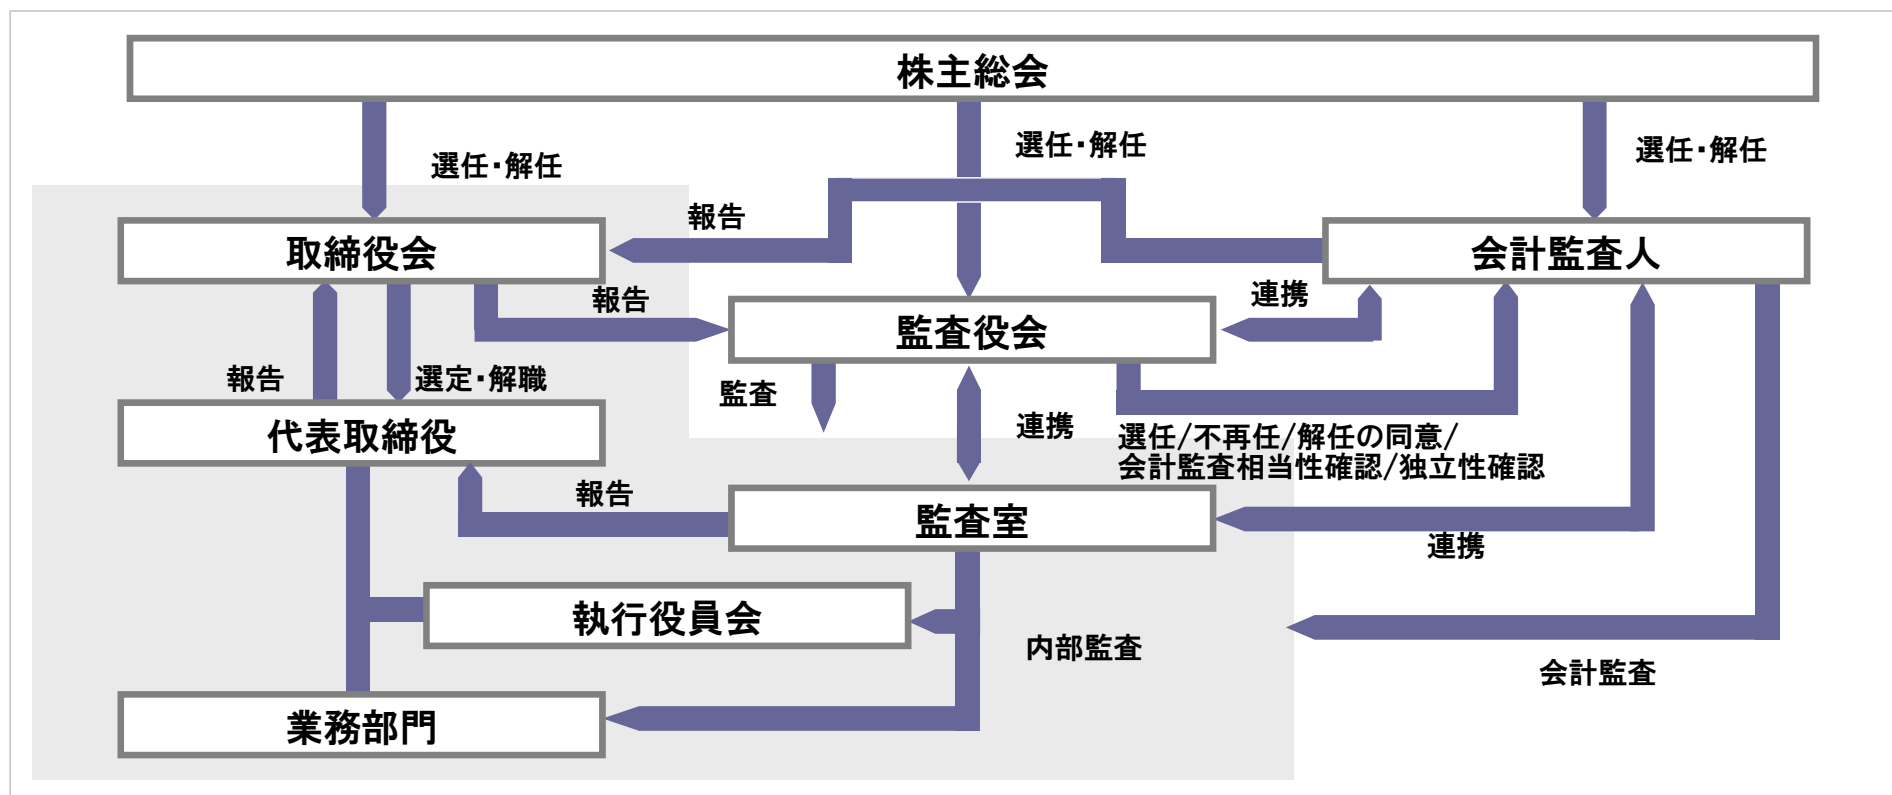 株主総会
選任・解任
選任・解任
選任・解任
報告
取締役会
会計監査人
報告
連携
監査役会
報告
選定・解職
監査
連携
代表取締役
選任/不再任/解任の同意/
会計監査相当性確認/独立性確認
報告
監査室
連携
執行役員会
内部監査
会計監査
業務部門